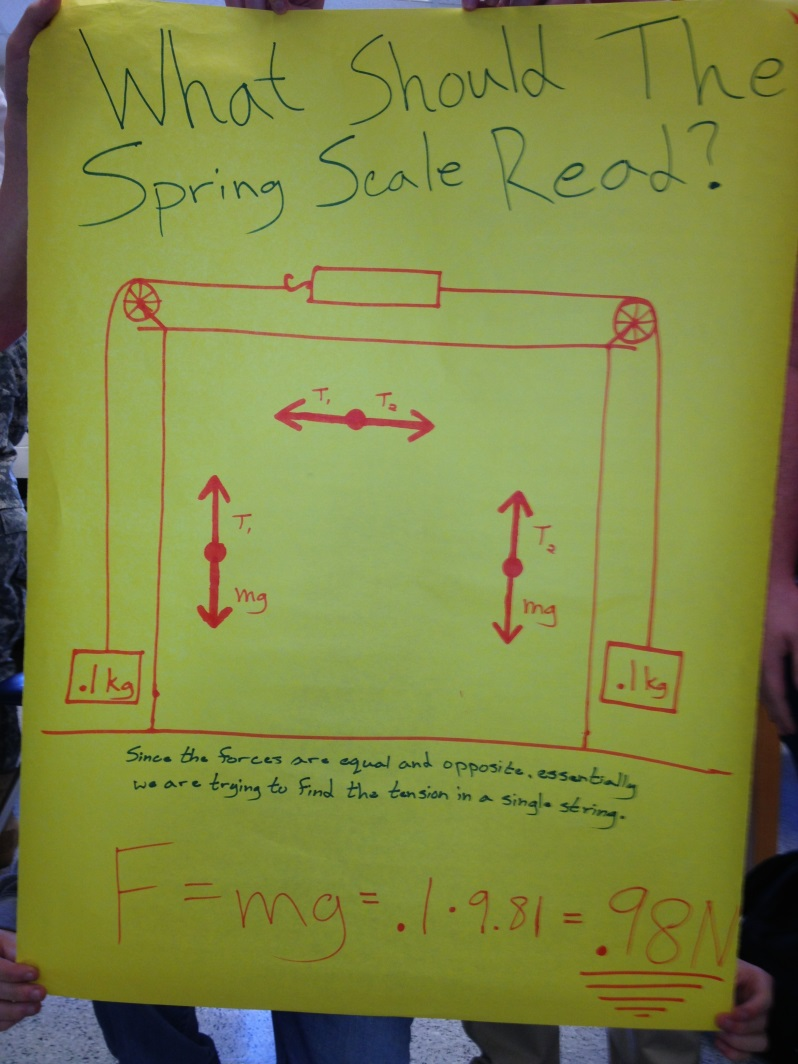 What Should The
Spring Scale Read?
T₁ T₂
T₁
T₂
mg
mg
.1kg
.1kg
Since the forces are equal and opposite, essentially
we are trying to find the tension in a single string.
F = mg = .1 · 9.81 = .98N